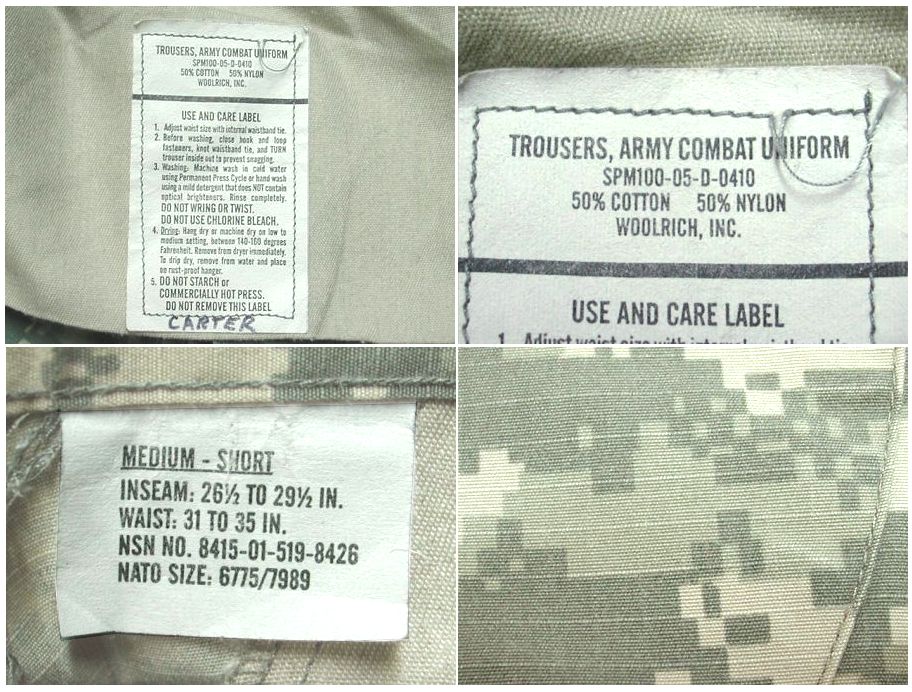 TROUSERS, ARMY COMBAT UNIFORM
SPM100-05-D-0410
50% COTTON 50% NYLON
WOOLRICH, INC.
USE AND CARE LABEL
1. Adjust waist size with internal waistband tie.
2. Before washing, close hook and loop
fasteners, knot waistband tie, and TURN
trouser inside out to prevent snagging.
3. Washing: Machine wash in cold water
using Permanent Press Cycle or hand wash
using a mild detergent that does NOT contain
optical brighteners. Rinse completely.
DO NOT WRING OR TWIST.
DO NOT USE CHLORINE BLEACH.
4. Drying: Hang dry or machine dry on low to
medium setting, between 140-160 degrees
Fahrenheit. Remove from dryer immediately.
To drip dry, remove from water and place
on rust-proof hanger.
5. DO NOT STARCH or
COMMERCIALLY HOT PRESS.
DO NOT REMOVE THIS LABEL
CARTER
TROUSERS, ARMY COMBAT UNIFORM
SPM100-05-D-0410
50% COTTON 50% NYLON
WOOLRICH, INC.
USE AND CARE LABEL
1. Adjust waist size with internal waistband tie
MEDIUM - SHORT
INSEAM: 26½ TO 29½ IN.
WAIST: 31 TO 35 IN.
NSN NO. 8415-01-519-8426
NATO SIZE: 6775/7989